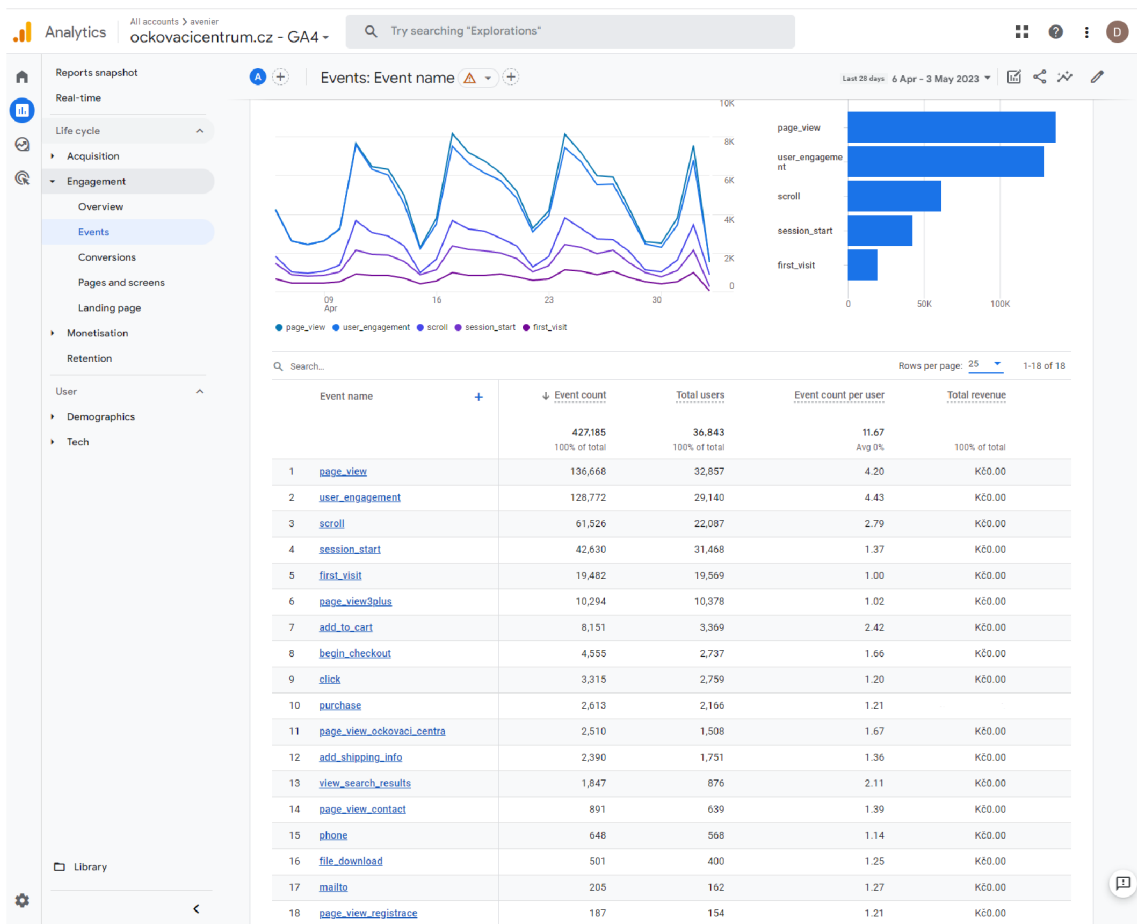 All accounts > avenier
Analytics
ockovacicentrum.cz - GA4
Try searching "Explorations"
D
Reports snapshot
Real-time
Life cycle
Acquisition
Engagement
Overview
Events
Conversions
Pages and screens
Landing page
Monetisation
Retention
User
Demographics
Tech
Library
A
Events: Event name
Last 28 days 6 Apr - 3 May 2023
10K
8K
6K
4K
2K
0
09 Apr
16
23
30
page_view user_engagement scroll session_start first_visit
page_view
user_engageme
nt
scroll
session_start
first_visit
0 50K 100K
Search...
Rows per page: 25 1-18 of 18
Event name + Event count Total users Event count per user Total revenue
427,185 36,843 11.67
100% of total 100% of total Avg 0% 100% of total
1 page_view 136,668 32,857 4.20 Kč0.00
2 user_engagement 128,772 29,140 4.43 Kč0.00
3 scroll 61,526 22,087 2.79 Kč0.00
4 session_start 42,630 31,468 1.37 Kč0.00
5 first_visit 19,482 19,569 1.00 Kč0.00
6 page_view3plus 10,294 10,378 1.02 Kč0.00
7 add_to_cart 8,151 3,369 2.42 Kč0.00
8 begin_checkout 4,555 2,737 1.66 Kč0.00
9 click 3,315 2,759 1.20 Kč0.00
10 purchase 2,613 2,166 1.21
11 page_view_ockovaci_centra 2,510 1,508 1.67 Kč0.00
12 add_shipping_info 2,390 1,751 1.36 Kč0.00
13 view_search_results 1,847 876 2.11 Kč0.00
14 page_view_contact 891 639 1.39 Kč0.00
15 phone 648 568 1.14 Kč0.00
16 file_download 501 400 1.25 Kč0.00
17 mailto 205 162 1.27 Kč0.00
18 page_view_registrace 187 154 1.21 Kč0.00